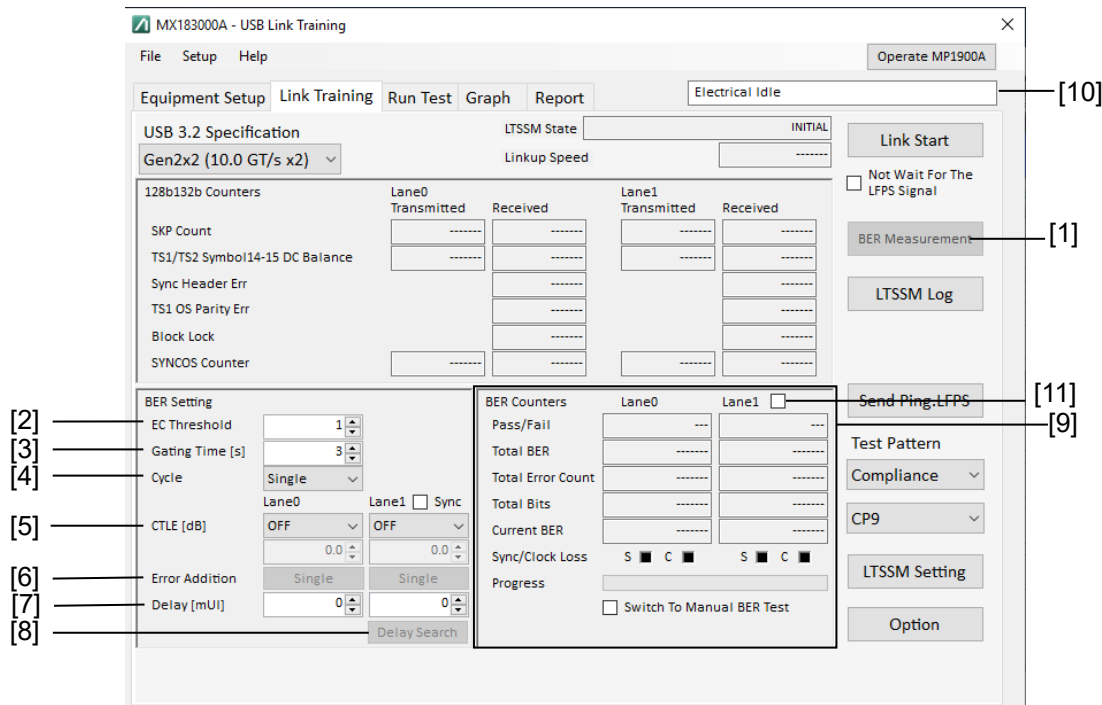 MX183000A - USB Link Training
File Setup Help
Operate MP1900A
Equipment Setup Link Training Run Test Graph Report
Electrical Idle
[10]
USB 3.2 Specification
Gen2x2 (10.0 GT/s x2)
LTSSM State INITIAL
Linkup Speed -------
Link Start
Not Wait For The
LFPS Signal
BER Measurement
[1]
LTSSM Log
128b132b Counters Lane0 Lane1
Transmitted Received Transmitted Received
SKP Count ------- ------- ------- -------
TS1/TS2 Symbol14-15 DC Balance ------- ------- ------- -------
Sync Header Err ------- -------
TS1 OS Parity Err ------- -------
Block Lock ------- -------
SYNCOS Counter ------- ------- ------- -------
BER Setting
[2] EC Threshold 1
[3] Gating Time [s] 3
[4] Cycle Single
Lane0 Lane1 Sync
[5] CTLE [dB] OFF OFF
0.0 0.0
[6] Error Addition Single Single
[7] Delay [mUI] 0 0
[8] Delay Search
BER Counters Lane0 Lane1
[11]
[9]
Pass/Fail --- ---
Total BER ------- -------
Total Error Count ------- -------
Total Bits ------- -------
Current BER ------- -------
Sync/Clock Loss S C S C
Progress
Switch To Manual BER Test
Send Ping.LFPS
Test Pattern
Compliance
CP9
LTSSM Setting
Option